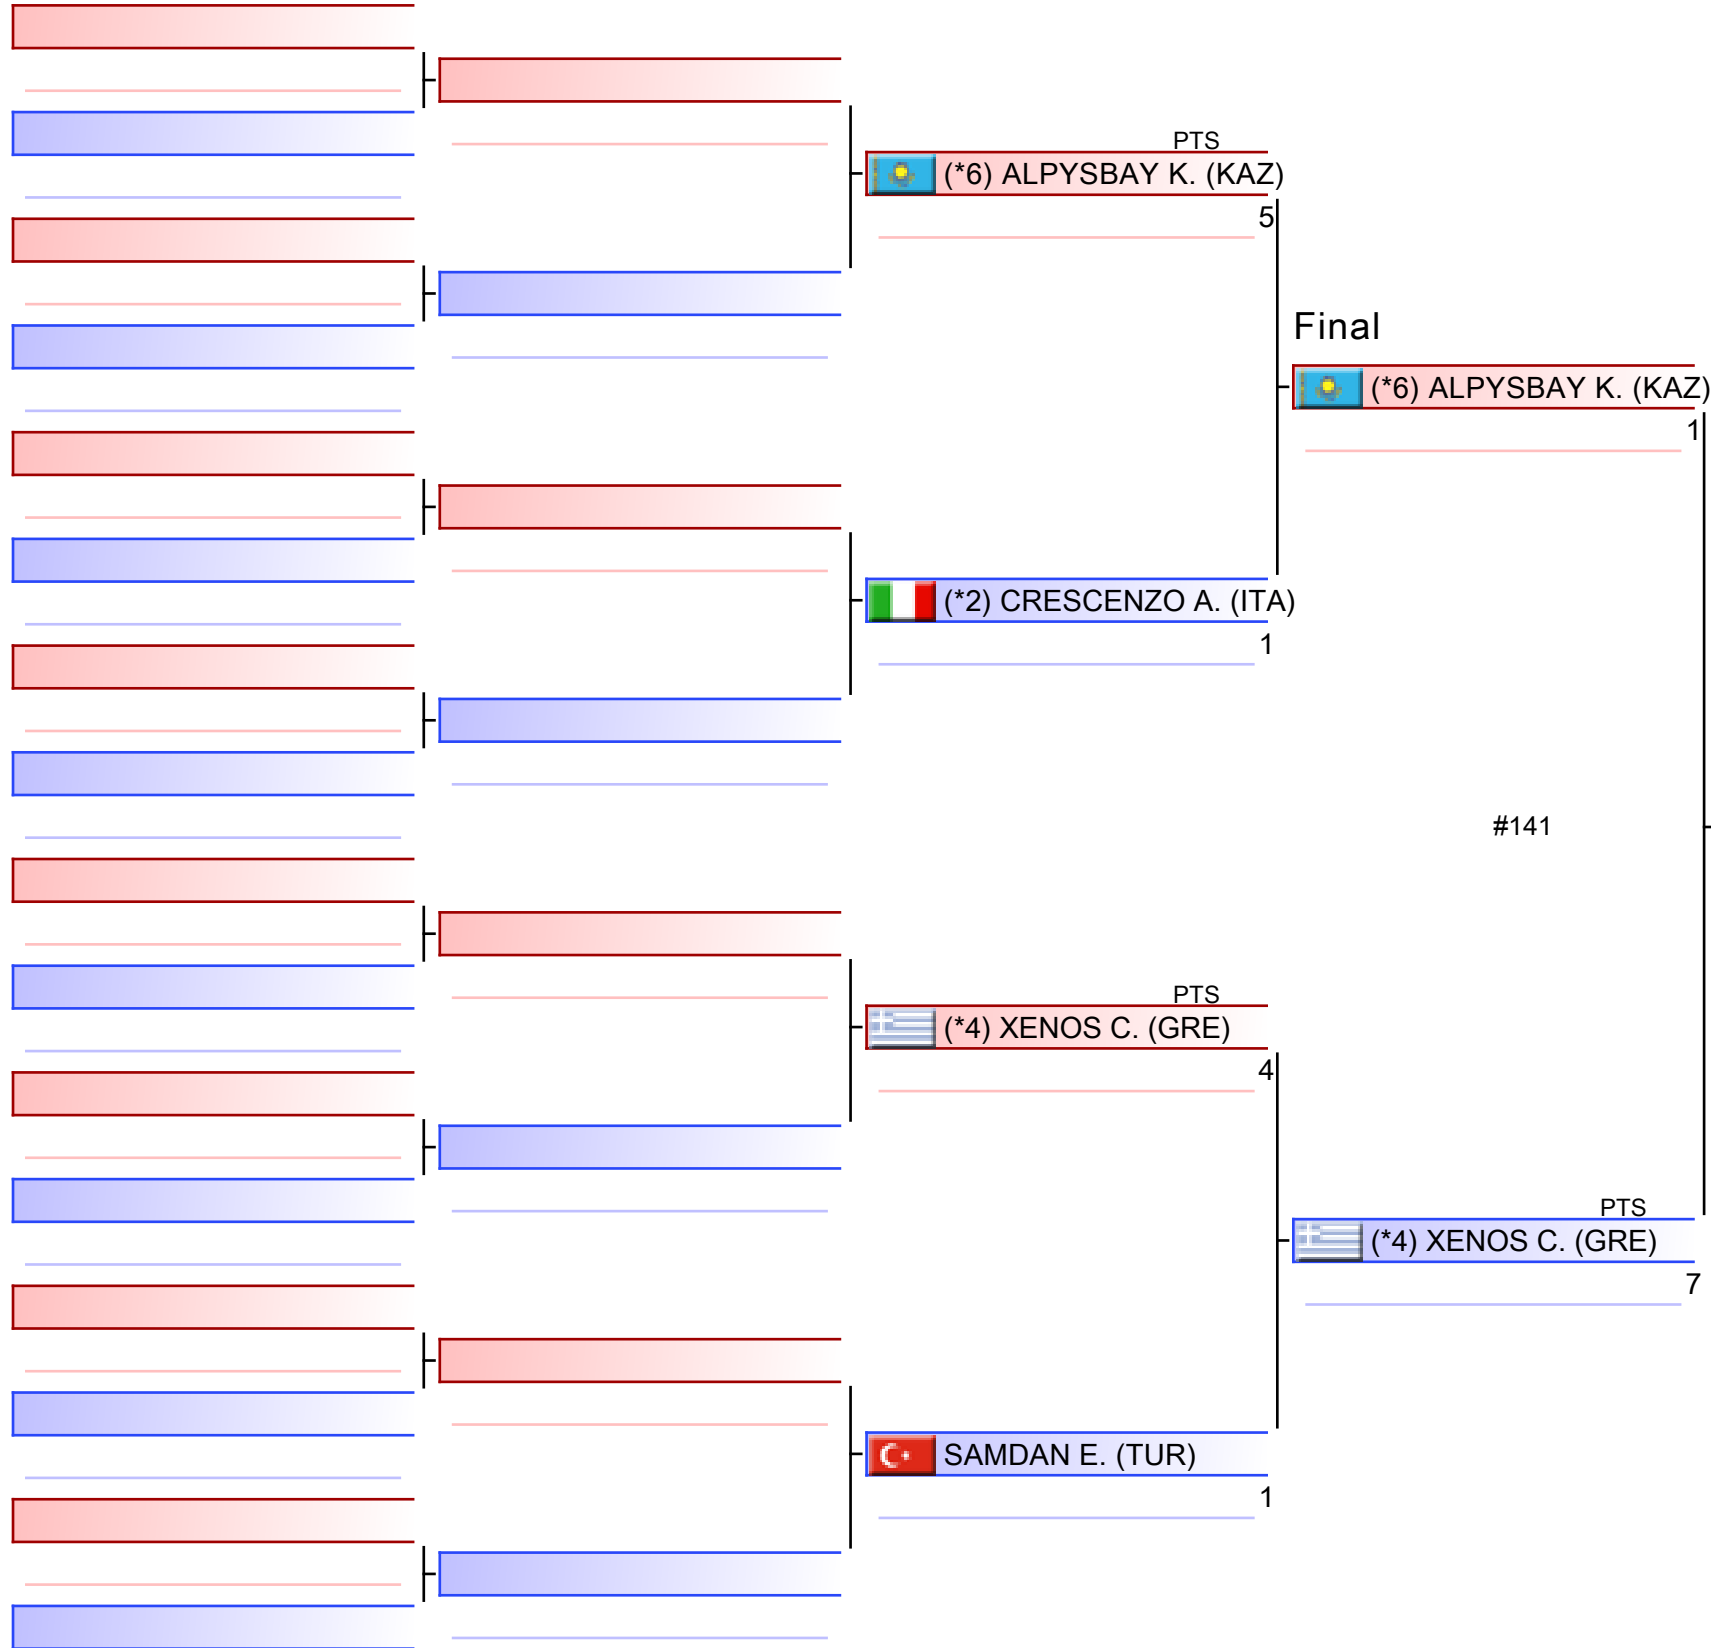 PTS
(*6) ALPYSBAY K. (KAZ)
5
Final
(*6) ALPYSBAY K. (KAZ)
1
(*2) CRESCENZO A. (ITA)
1
#141
PTS
(*4) XENOS C. (GRE)
4
PTS
(*4) XENOS C. (GRE)
7
SAMDAN E. (TUR)
1